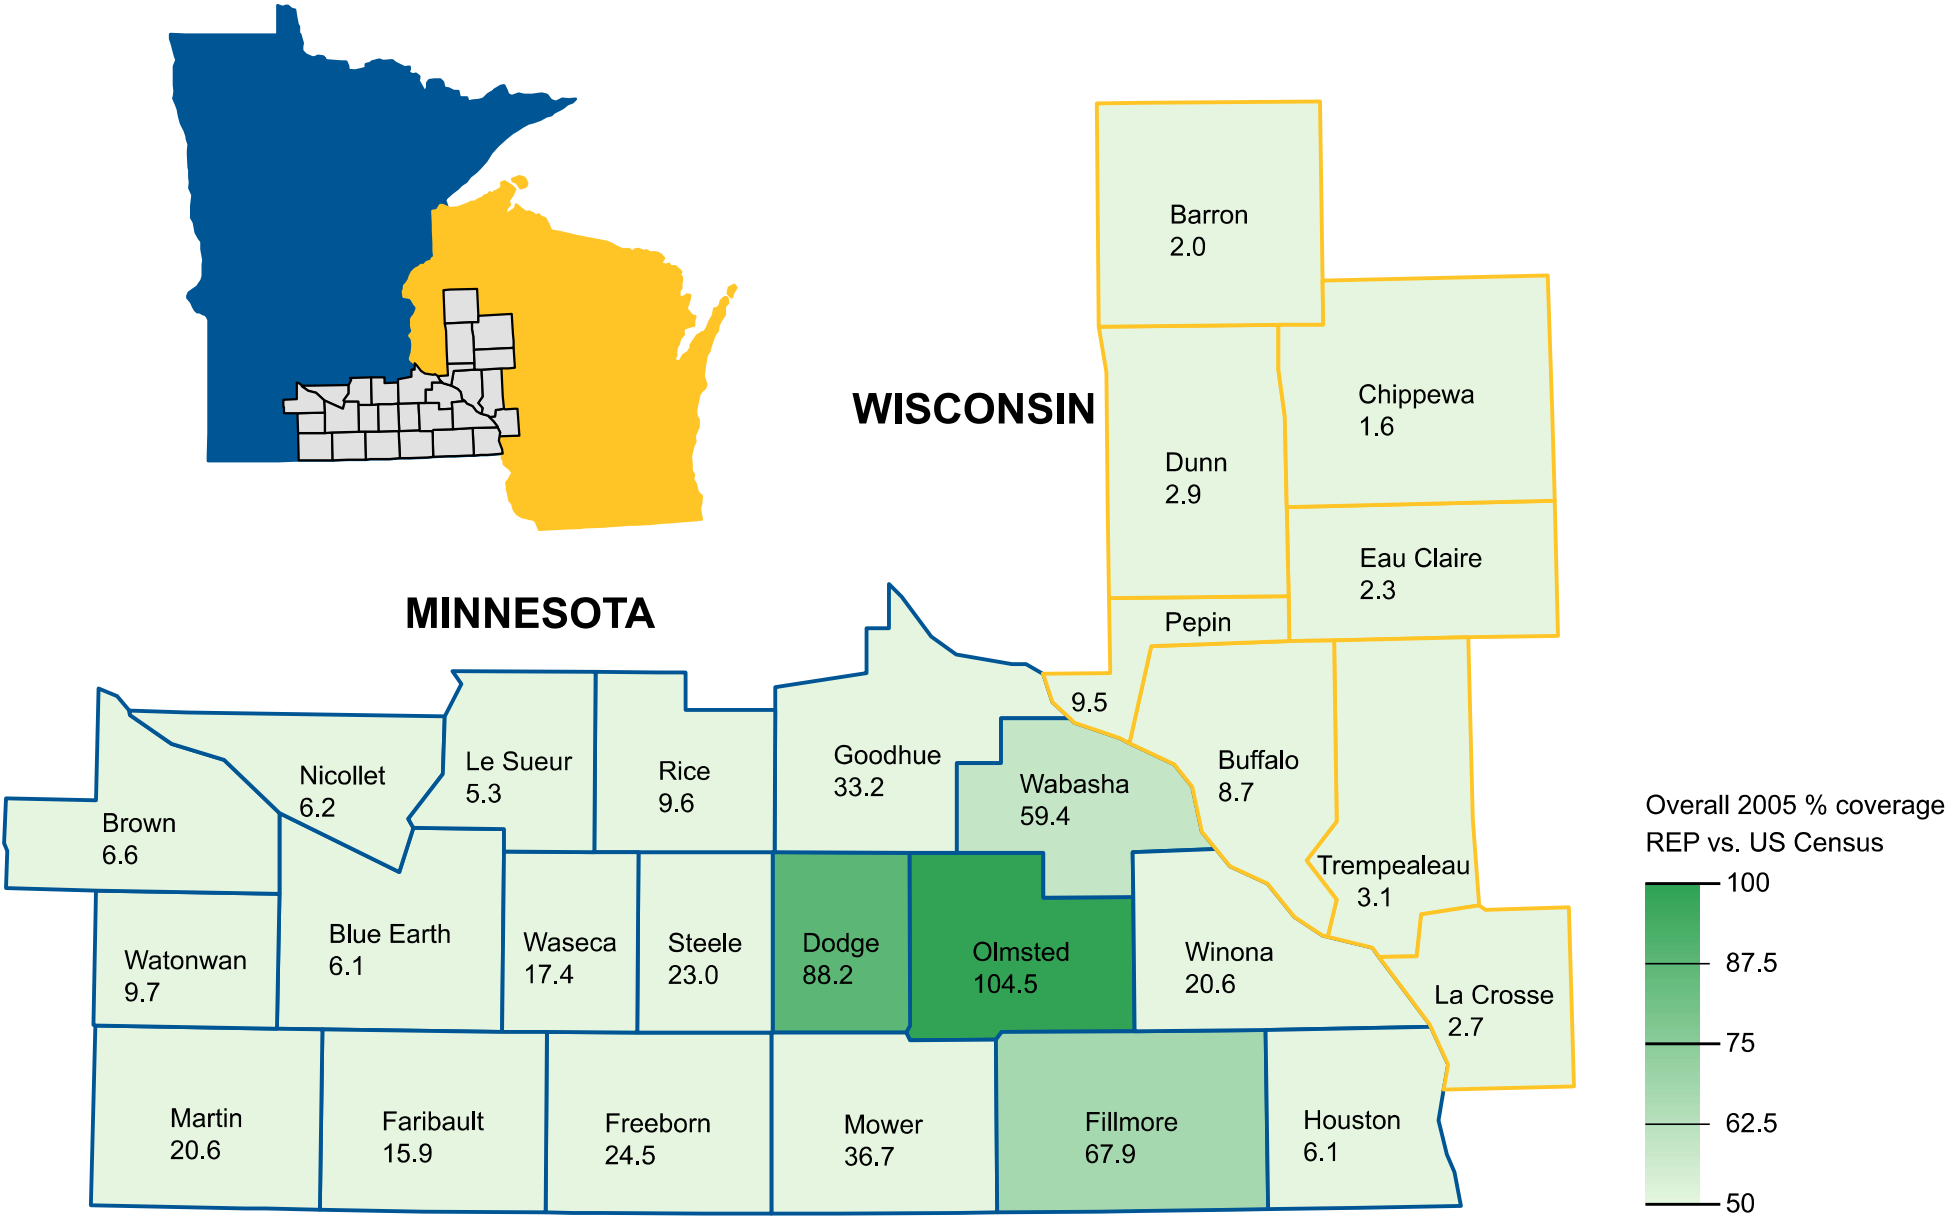 Barron
2.0
Chippewa
1.6
WISCONSIN
Dunn
2.9
Eau Claire
2.3
MINNESOTA
Pepin
9.5
Goodhue
33.2
Le Sueur
5.3
Rice
9.6
Nicollet
6.2
Wabasha
59.4
Buffalo
8.7
Brown
6.6
Trempealeau
3.1
Blue Earth
6.1
Waseca
17.4
Steele
23.0
Dodge
88.2
Olmsted
104.5
Winona
20.6
Watonwan
9.7
La Crosse
2.7
Martin
20.6
Faribault
15.9
Freeborn
24.5
Mower
36.7
Fillmore
67.9
Houston
6.1
Overall 2005 % coverage
REP vs. US Census
100
87.5
75
62.5
50